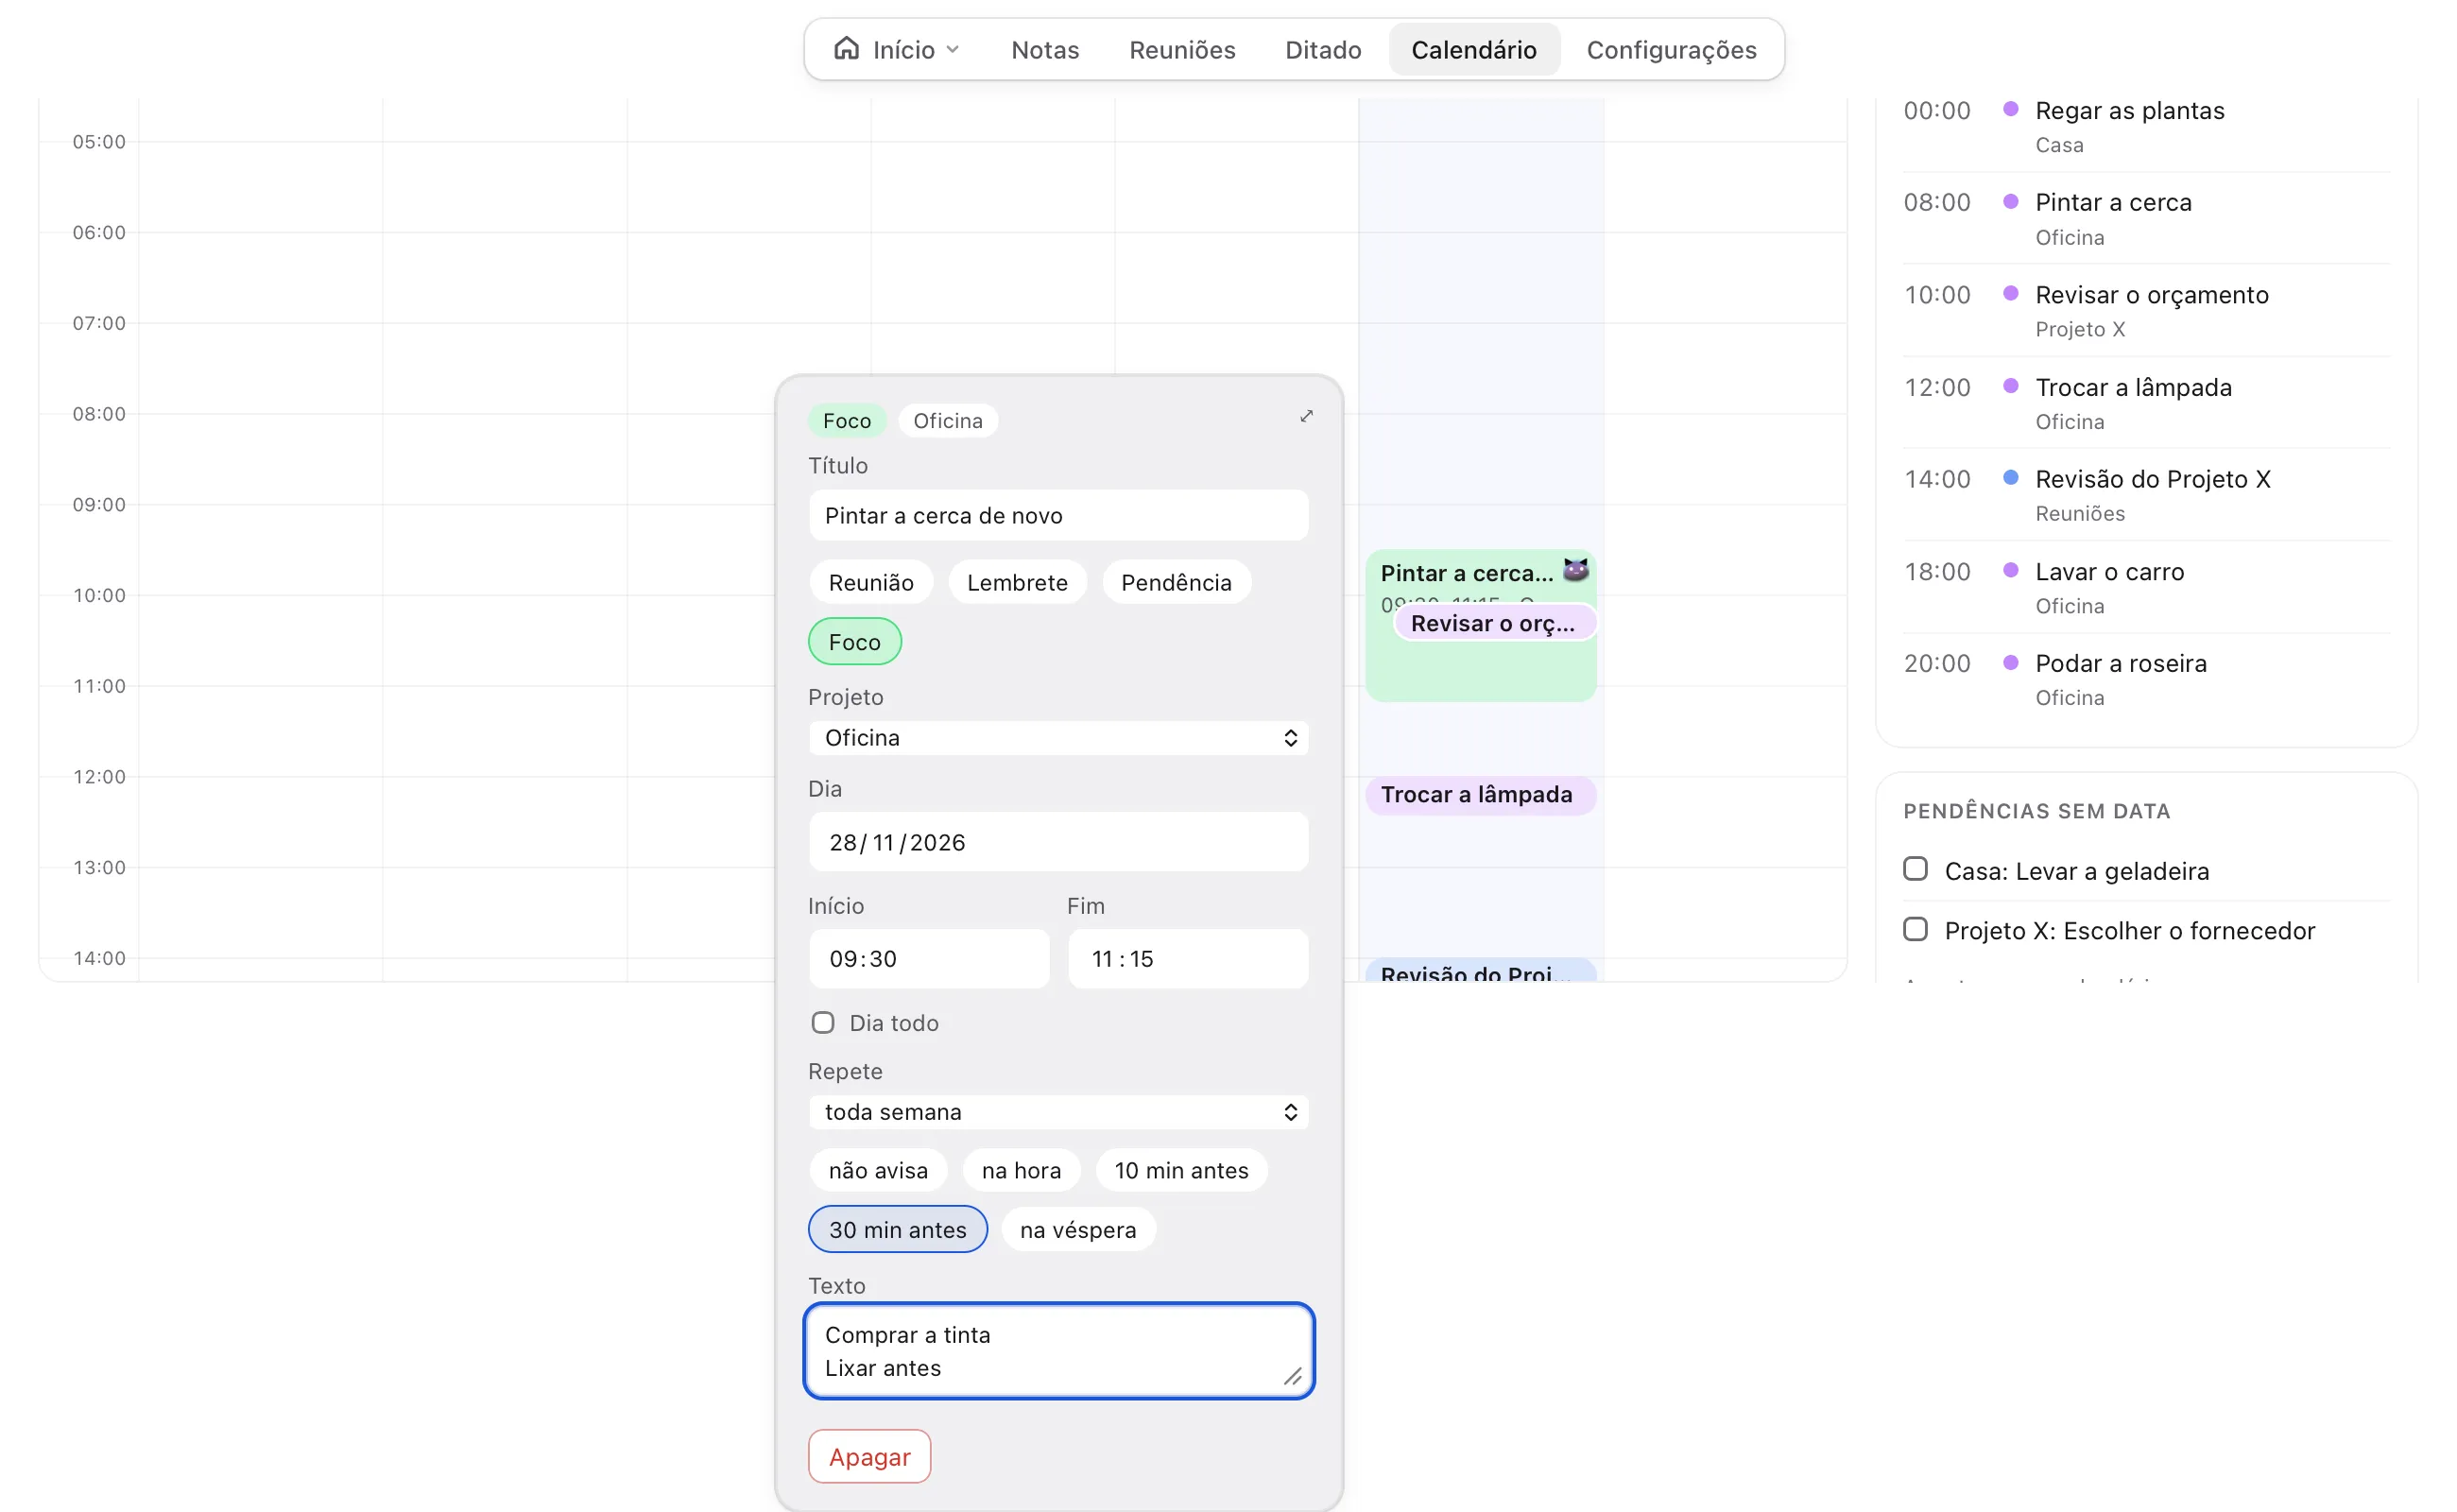 Início
Notas
Reuniões
Ditado
Calendário
Configurações
05:00
06:00
07:00
08:00
09:00
10:00
11:00
12:00
13:00
14:00
Foco
Oficina
Título
Pintar a cerca de novo
Reunião
Lembrete
Pendência
Foco
Projeto
Oficina
Dia
28/11/2026
Início
Fim
09:30
11:15
Dia todo
Repete
toda semana
não avisa
na hora
10 min antes
30 min antes
na véspera
Texto
Comprar a tinta
Lixar antes
Apagar
Pintar a cerca...
Revisar o orç...
Trocar a lâmpada
Revisão do Proj...
00:00
Regar as plantas
Casa
08:00
Pintar a cerca
Oficina
10:00
Revisar o orçamento
Projeto X
12:00
Trocar a lâmpada
Oficina
14:00
Revisão do Projeto X
Reuniões
18:00
Lavar o carro
Oficina
20:00
Podar a roseira
Oficina
PENDÊNCIAS SEM DATA
Casa: Levar a geladeira
Projeto X: Escolher o fornecedor